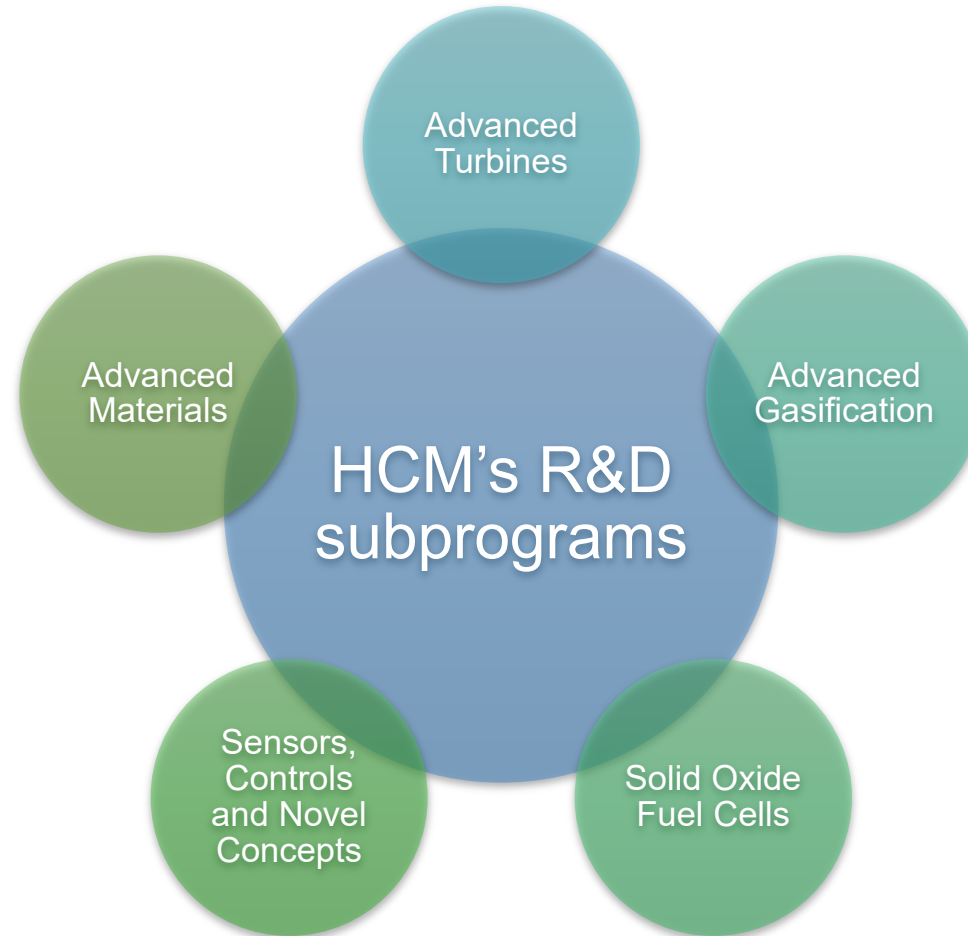 Advanced
Turbines
Advanced
Materials
Advanced
Gasification
HCM’s R&D
subprograms
Sensors,
Controls
and Novel
Concepts
Solid Oxide
Fuel Cells